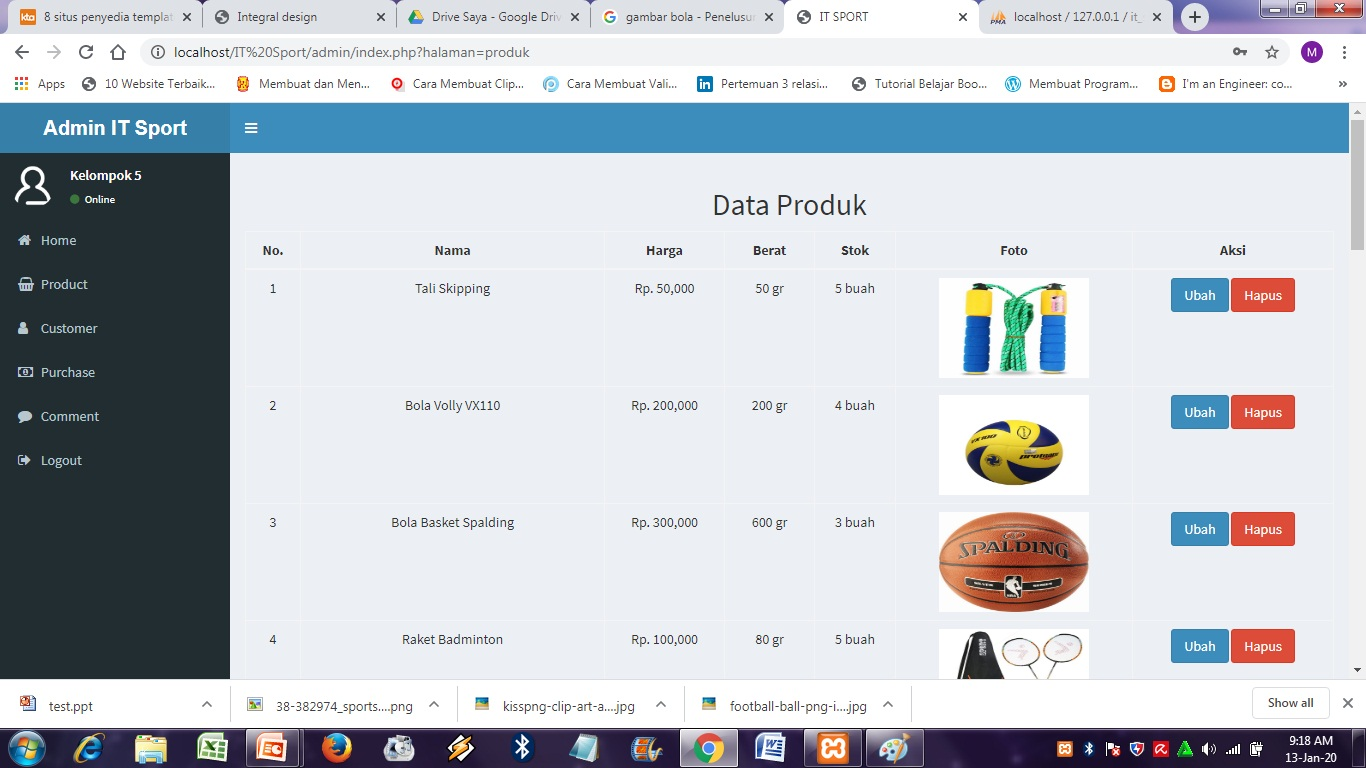 8 situs penyedia templat
Integral design
Drive Saya - Google Driv
gambar bola - Penelusu
IT SPORT
localhost / 127.0.0.1 / it_
localhost/IT%20Sport/admin/index.php?halaman=produk
M
Apps
10 Website Terbaik...
Membuat dan Men...
Cara Membuat Clip...
Cara Membuat Vali...
Pertemuan 3 relasi...
Tutorial Belajar Boo...
Membuat Program...
I'm an Engineer: co...
»
Admin IT Sport
Kelompok 5
Online
Home
Product
Customer
Purchase
Comment
Logout
Data Produk
No. Nama Harga Berat Stok Foto Aksi
1 Tali Skipping Rp. 50,000 50 gr 5 buah Ubah Hapus
2 Bola Volly VX110 Rp. 200,000 200 gr 4 buah Ubah Hapus
3 Bola Basket Spalding Rp. 300,000 600 gr 3 buah SPALDING Ubah Hapus
4 Raket Badminton Rp. 100,000 80 gr 5 buah Ubah Hapus
test.ppt
38-382974_sports....png
kisspng-clip-art-a....jpg
football-ball-png-i....jpg
Show all
9:18 AM
13-Jan-20